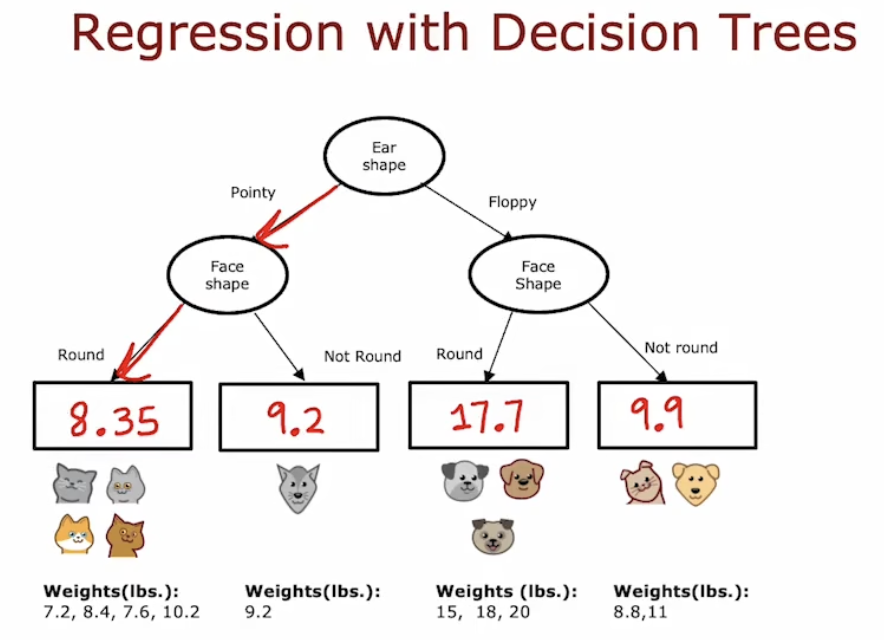 Regression with Decision Trees
Ear
shape
Pointy
Floppy
Face
shape
Face
Shape
Round
Not Round
Round
Not round
8.35
9.2
17.7
9.9
Weights(lbs.):
7.2, 8.4, 7.6, 10.2
Weights(lbs.):
9.2
Weights (lbs.):
15, 18, 20
Weights(lbs.):
8.8,11